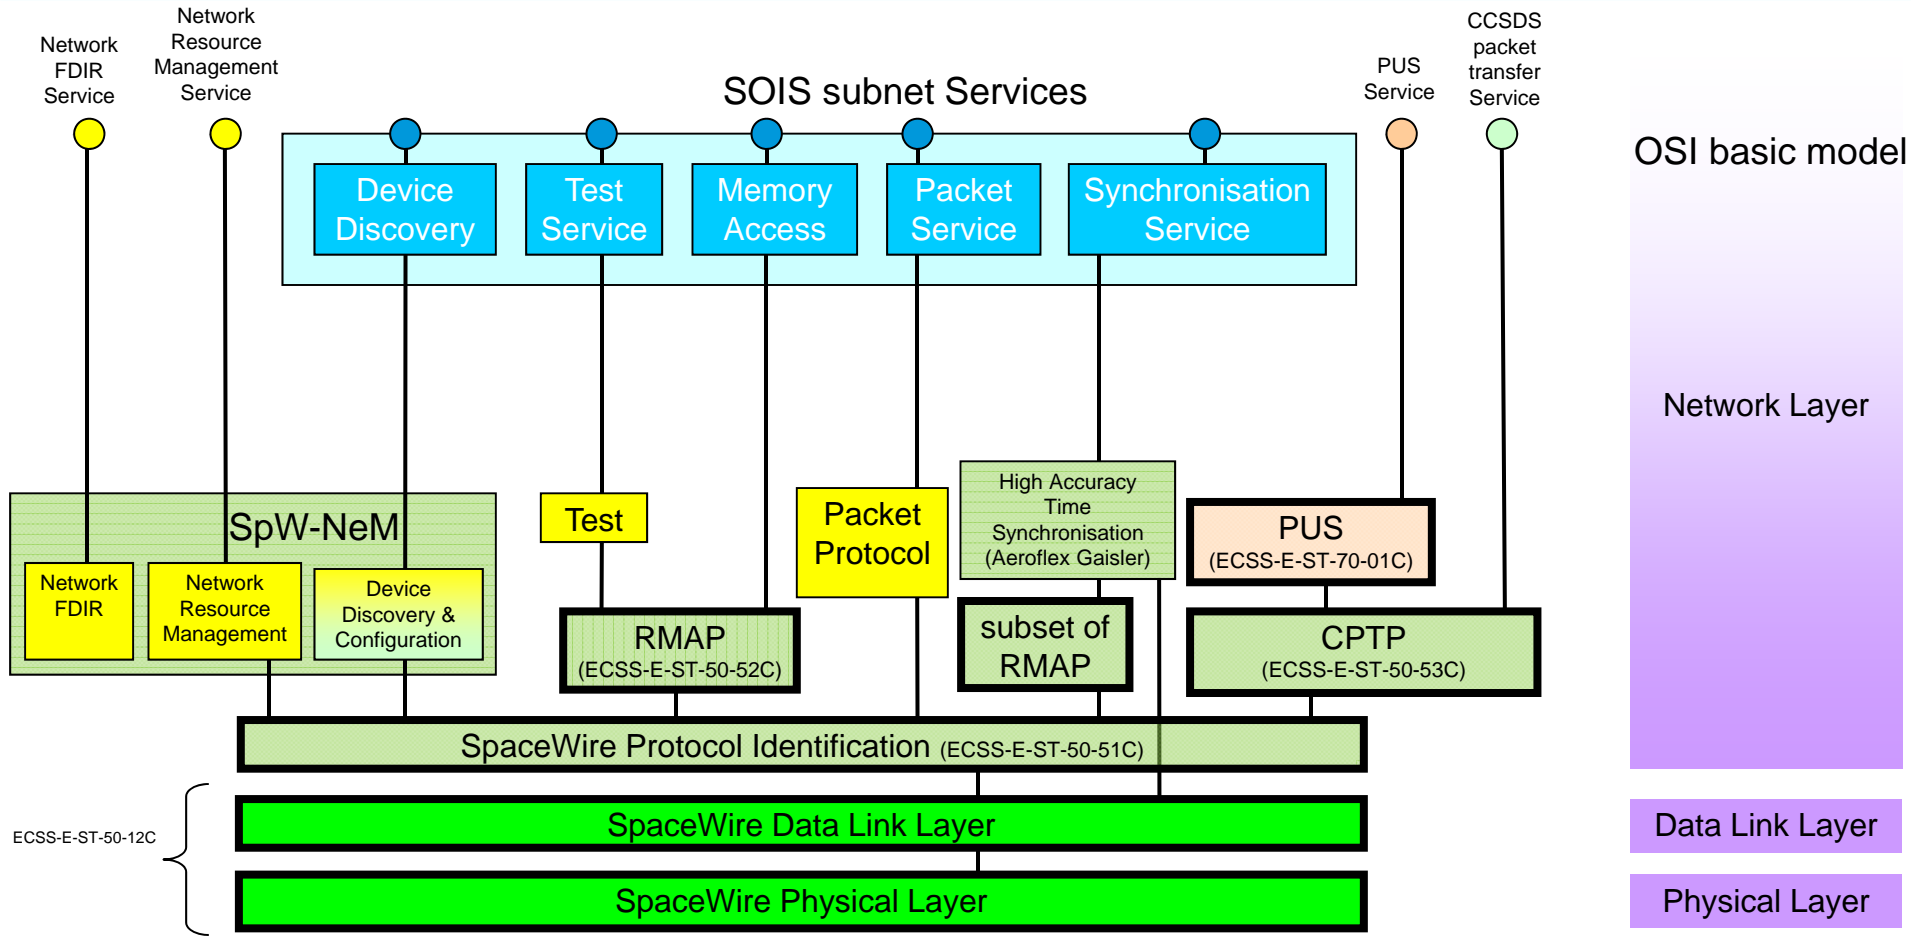 Network
FDIR
Service
Network
Resource
Management
Service
SOIS subnet Services
PUS
Service
CCSDS
packet
transfer
Service
OSI basic model
Device
Discovery
Test
Service
Memory
Access
Packet
Service
Synchronisation
Service
Network Layer
SpW-NeM
Network
FDIR
Network
Resource
Management
Device
Discovery &
Configuration
Test
Packet
Protocol
High Accuracy
Time
Synchronisation
(Aeroflex Gaisler)
PUS
(ECSS-E-ST-70-01C)
RMAP
(ECSS-E-ST-50-52C)
subset of
RMAP
CPTP
(ECSS-E-ST-50-53C)
SpaceWire Protocol Identification (ECSS-E-ST-50-51C)
ECSS-E-ST-50-12C
SpaceWire Data Link Layer
Data Link Layer
SpaceWire Physical Layer
Physical Layer